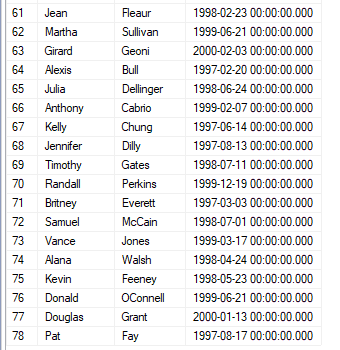 61 Jean Fleaur 1998-02-23 00:00:00.000
62 Martha Sullivan 1999-06-21 00:00:00.000
63 Girard Geoni 2000-02-03 00:00:00.000
64 Alexis Bull 1997-02-20 00:00:00.000
65 Julia Dellinger 1998-06-24 00:00:00.000
66 Anthony Cabrio 1999-02-07 00:00:00.000
67 Kelly Chung 1997-06-14 00:00:00.000
68 Jennifer Dilly 1997-08-13 00:00:00.000
69 Timothy Gates 1998-07-11 00:00:00.000
70 Randall Perkins 1999-12-19 00:00:00.000
71 Britney Everett 1997-03-03 00:00:00.000
72 Samuel McCain 1998-07-01 00:00:00.000
73 Vance Jones 1999-03-17 00:00:00.000
74 Alana Walsh 1998-04-24 00:00:00.000
75 Kevin Feeney 1998-05-23 00:00:00.000
76 Donald OConnell 1999-06-21 00:00:00.000
77 Douglas Grant 2000-01-13 00:00:00.000
78 Pat Fay 1997-08-17 00:00:00.000